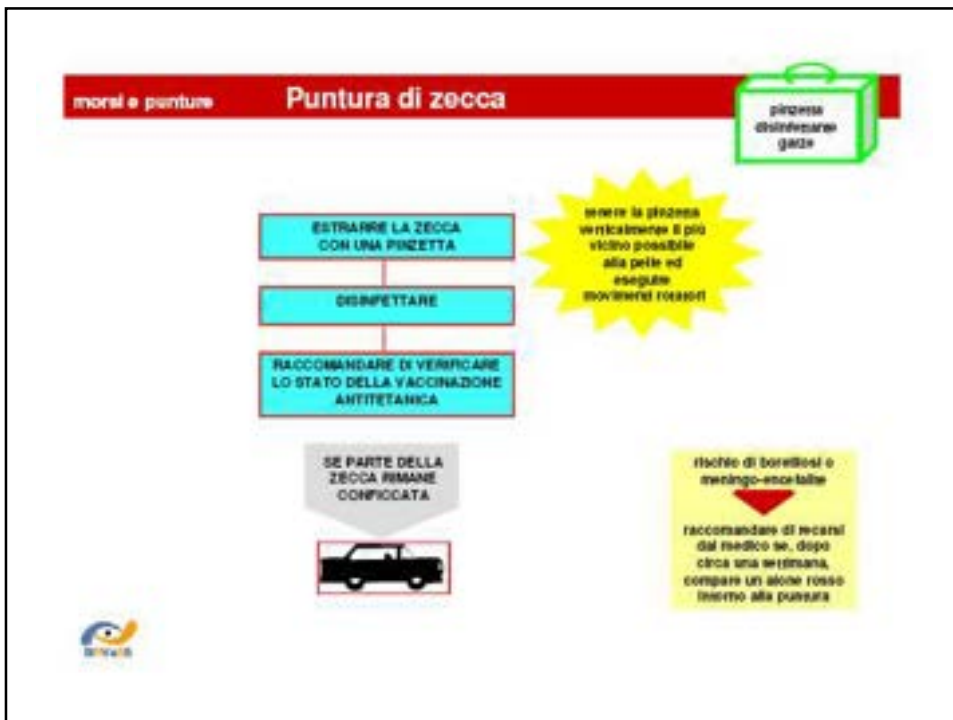 morsi e punture
Puntura di zecca
pinzetta
disinfettante
garze
ESTRARRE LA ZECCA
CON UNA PINZETTA
tenere la pinzetta
verticalmente il più
vicino possibile
alla pelle ed
eseguire
movimenti rotatori
DISINFETTARE
RACCOMANDARE DI VERIFICARE
LO STATO DELLA VACCINAZIONE
ANTITETANICA
SE PARTE DELLA
ZECCA RIMANE
CONFICCATA
rischio di borelliosi o
meningo-encefalite
raccomandare di recarsi
dal medico se, dopo
circa una settimana,
compare un alone rosso
intorno alla puntura